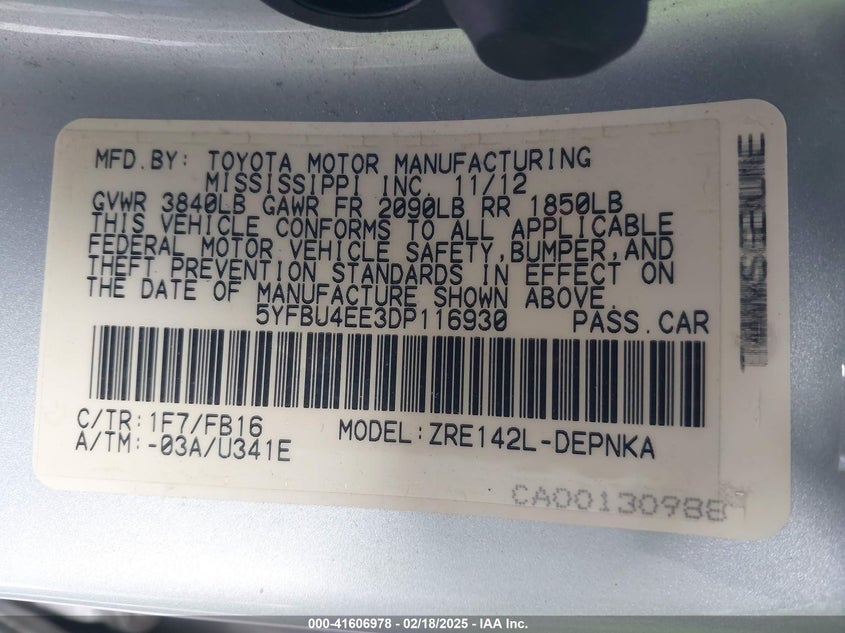 MFD.BY: TOYOTA MOTOR MANUFACTURING
MISSISSIPPI INC. 11/12
GVWR 3840LB GAWR FR 2090LB RR 1850LB
THIS VEHICLE CONFORMS TO ALL APPLICABLE
FEDERAL MOTOR VEHICLE SAFETY,BUMPER,AND
THEFT PREVENTION STANDARDS IN EFFECT ON
THE DATE OF MANUFACTURE SHOWN ABOVE.
5YFBU4EE3DP116930 PASS.CAR
C/TR:1F7/FB16
A/TM:-03A/U341E
MODEL:ZRE142L-DEPNKA
000-41606978 - 02/18/2025 - IAA Inc.